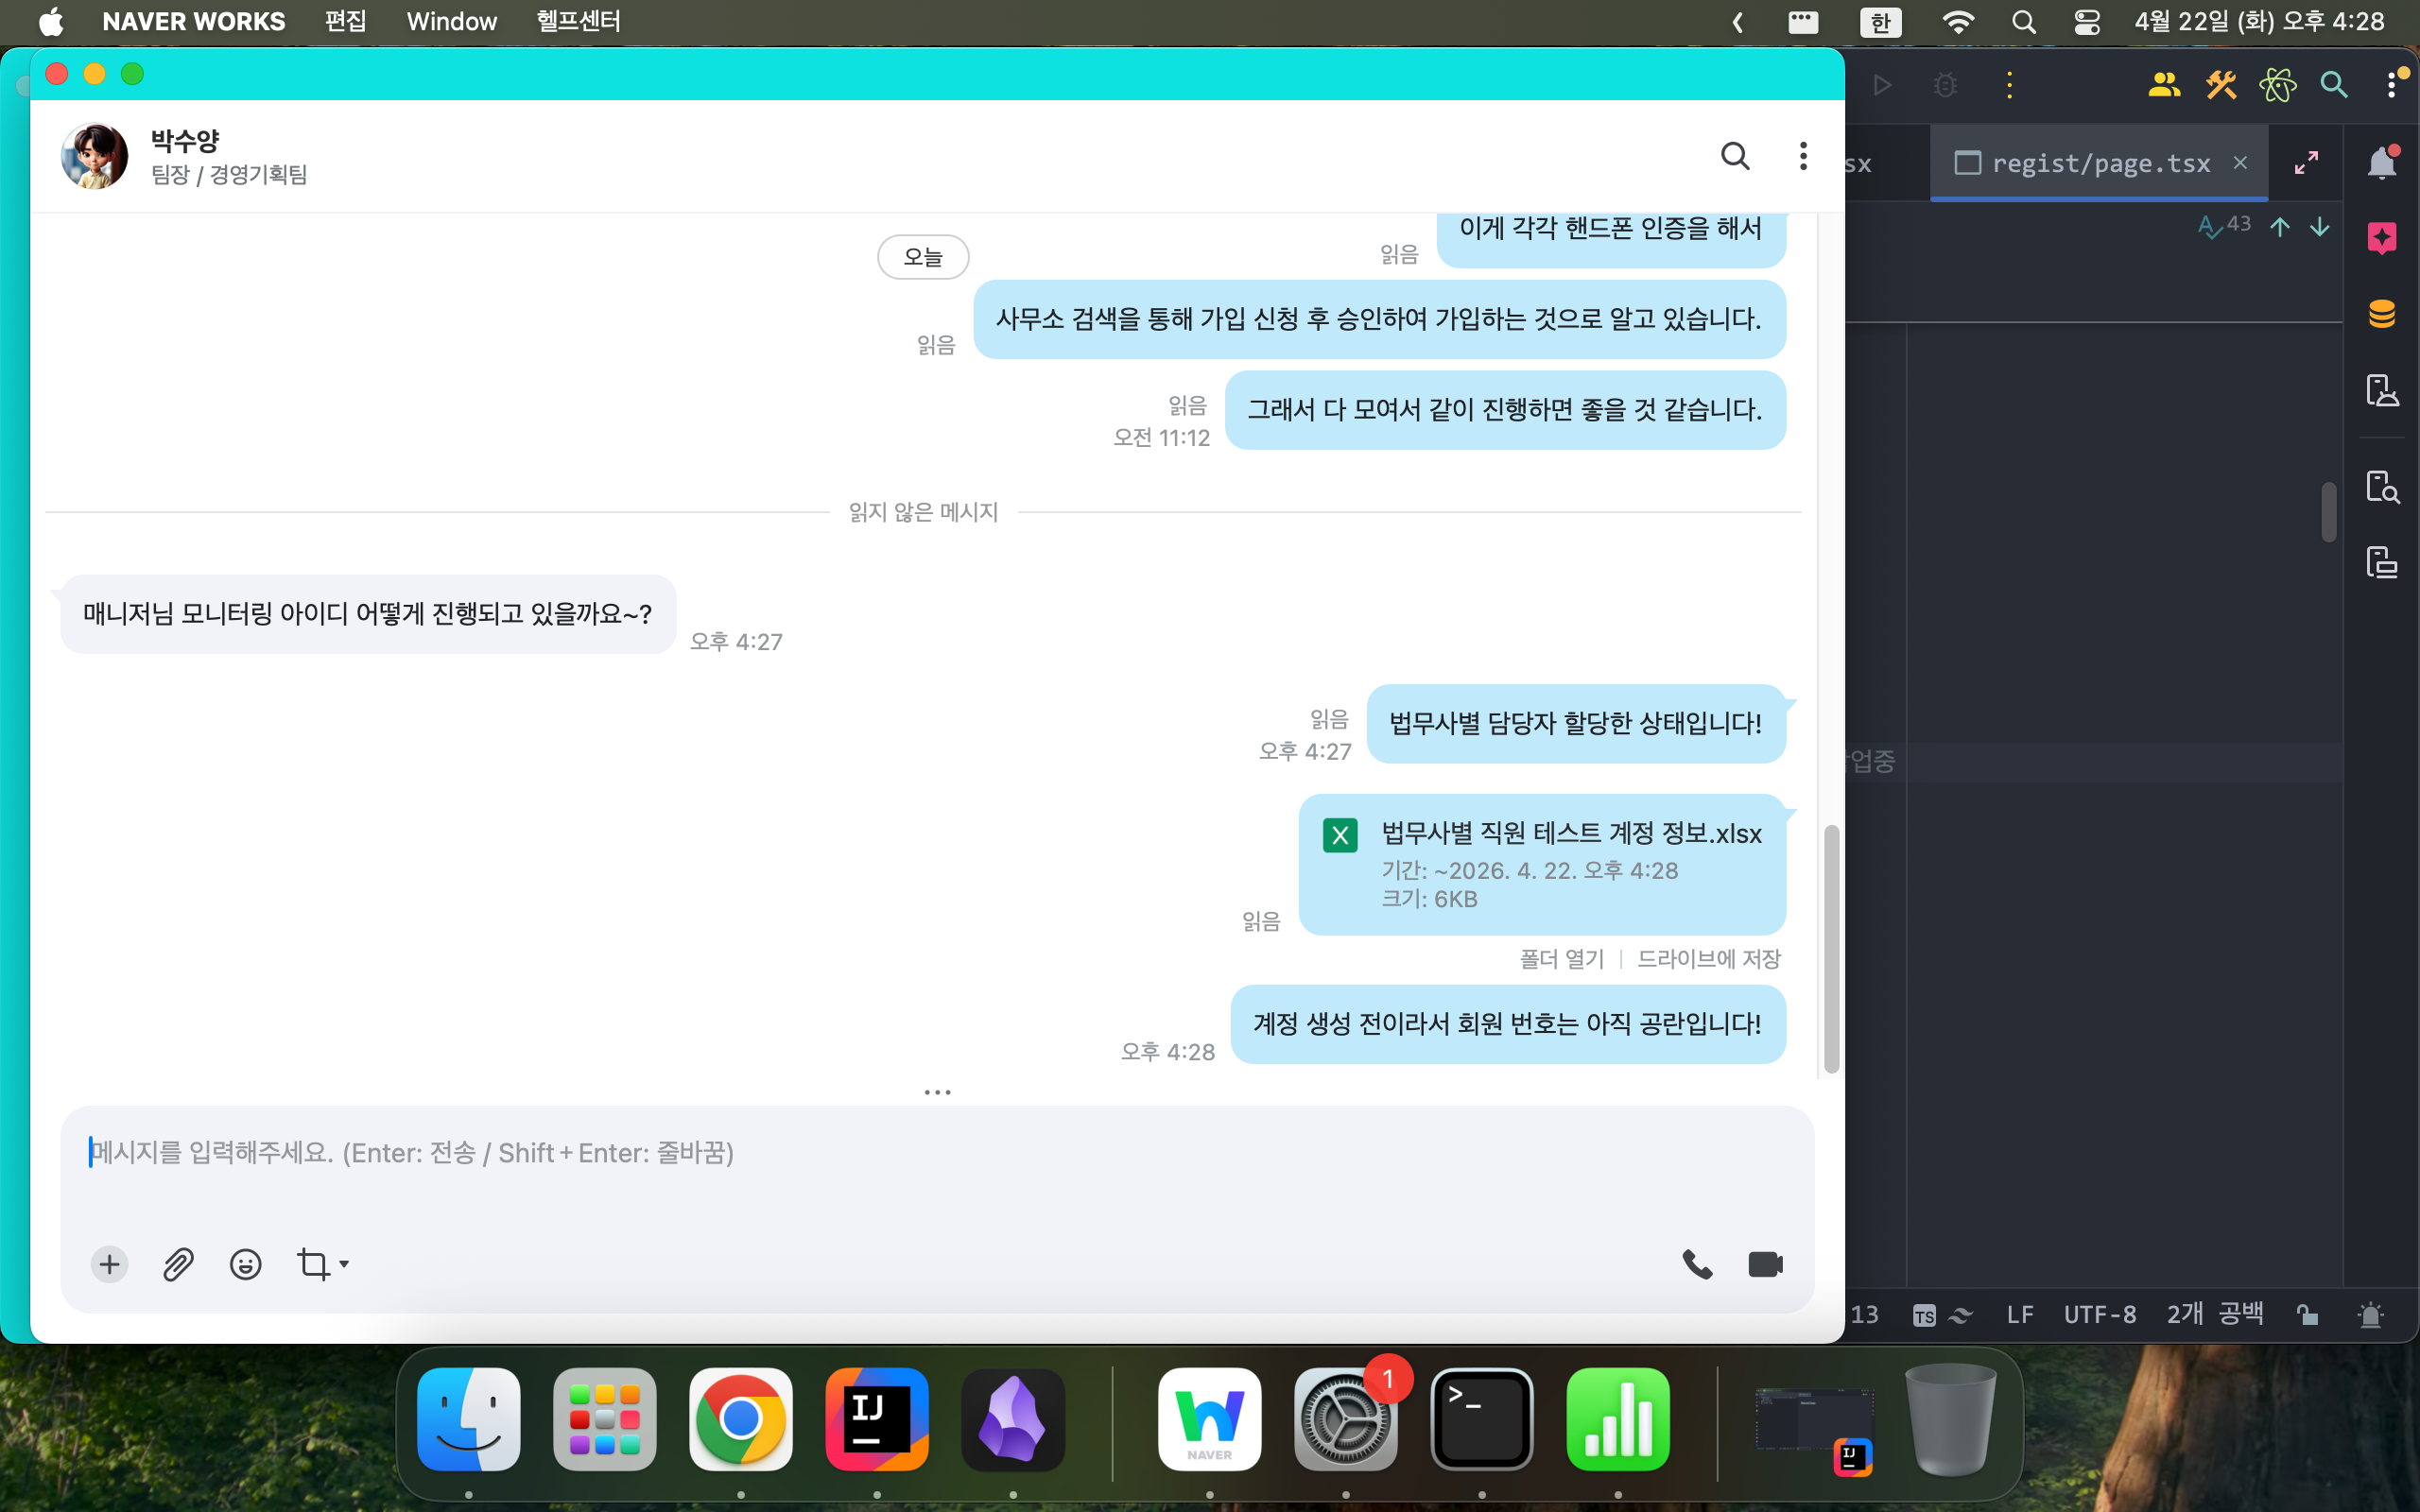 NAVER WORKS 편집 Window 헬프센터 한 4월 22일 (화) 오후 4:28
박수양
팀장 / 경영기획팀
sx
regist/page.tsx
43
이게 각각 핸드폰 인증을 해서
읽음
오늘
사무소 검색을 통해 가입 신청 후 승인하여 가입하는 것으로 알고 있습니다.
읽음
그래서 다 모여서 같이 진행하면 좋을 것 같습니다.
읽음
오전 11:12
읽지 않은 메시지
매니저님 모니터링 아이디 어떻게 진행되고 있을까요~?
오후 4:27
법무사별 담당자 할당한 상태입니다!
읽음
오후 4:27
업중
X
법무사별 직원 테스트 계정 정보.xlsx
기간: ~2026. 4. 22. 오후 4:28
크기: 6KB
읽음
폴더 열기 | 드라이브에 저장
계정 생성 전이라서 회원 번호는 아직 공란입니다!
오후 4:28
메시지를 입력해주세요. (Enter: 전송 / Shift+Enter: 줄바꿈)
13 TS LF UTF-8 2개 공백
IJ
NAVER
1
>_
IJ